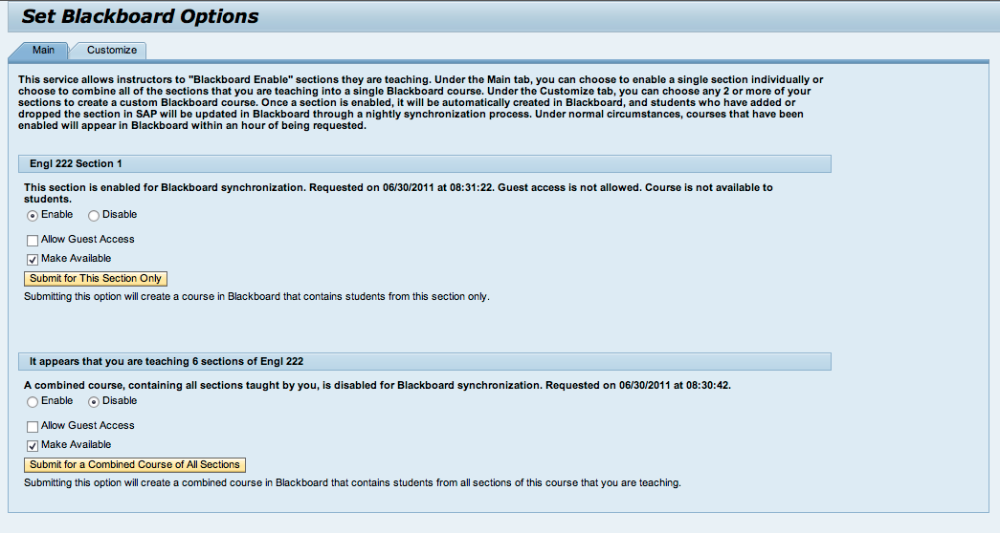 Set Blackboard Options
Main Customize
This service allows instructors to "Blackboard Enable" sections they are teaching. Under the Main tab, you can choose to enable a single section individually or
choose to combine all of the sections that you are teaching into a single Blackboard course. Under the Customize tab, you can choose any 2 or more of your
sections to create a custom Blackboard course. Once a section is enabled, it will be automatically created in Blackboard, and students who have added or
dropped the section in SAP will be updated in Blackboard through a nightly synchronization process. Under normal circumstances, courses that have been
enabled will appear in Blackboard within an hour of being requested.
Engl 222 Section 1
This section is enabled for Blackboard synchronization. Requested on 06/30/2011 at 08:31:22. Guest access is not allowed. Course is not available to
students.
Enable Disable
Allow Guest Access
Make Available
Submit for This Section Only
Submitting this option will create a course in Blackboard that contains students from this section only.
It appears that you are teaching 6 sections of Engl 222
A combined course, containing all sections taught by you, is disabled for Blackboard synchronization. Requested on 06/30/2011 at 08:30:42.
Enable Disable
Allow Guest Access
Make Available
Submit for a Combined Course of All Sections
Submitting this option will create a combined course in Blackboard that contains students from all sections of this course that you are teaching.